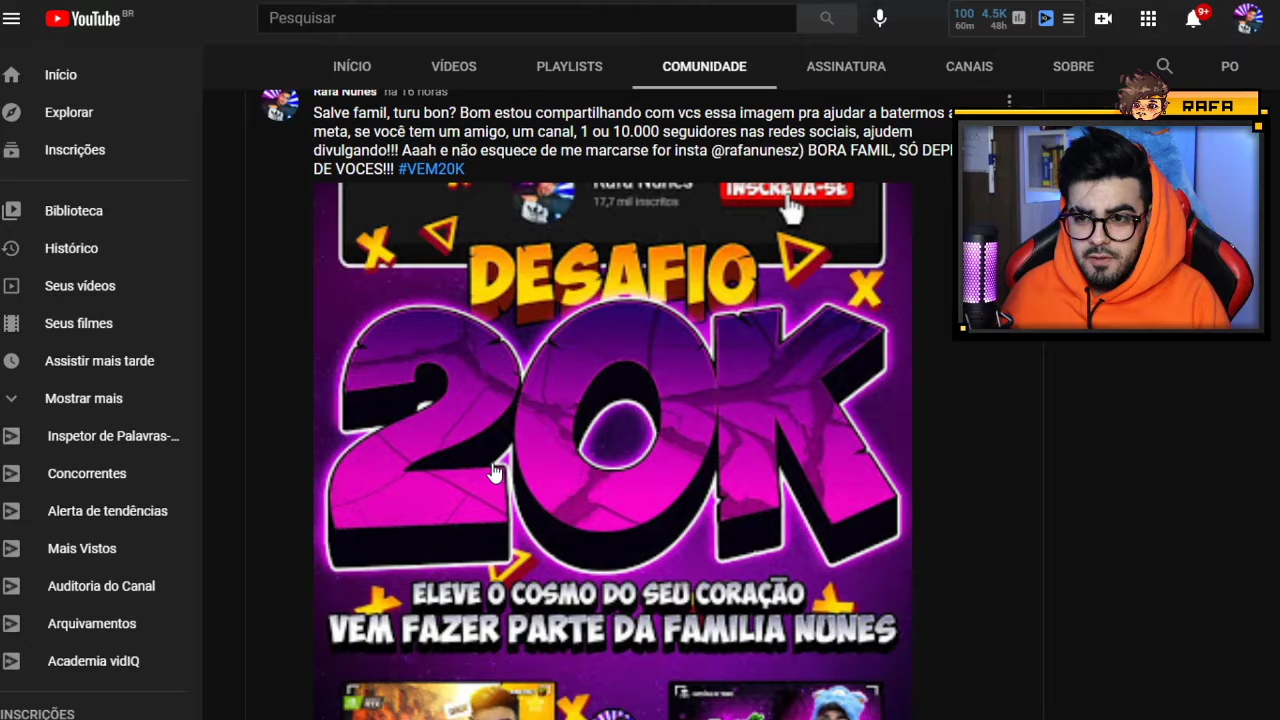 YouTube BR
Pesquisar
100 4.5K
60m 48h
9+
INÍCIO VÍDEOS PLAYLISTS COMUNIDADE ASSINATURA CANAIS SOBRE PO
RAFA
Início
Explorar
Inscrições
Biblioteca
Histórico
Seus vídeos
Seus filmes
Assistir mais tarde
Mostrar mais
Inspetor de Palavras-...
Concorrentes
Alerta de tendências
Mais Vistos
Auditoria do Canal
Arquivamentos
Academia vidIQ
INSCRIÇÕES
Rafa Nunes há 16 horas
Salve famil, turu bon? Bom estou compartilhando com vcs essa imagem pra ajudar a batermos a
meta, se você tem um amigo, um canal, 1 ou 10.000 seguidores nas redes sociais, ajudem
divulgando!!! Aaah e não esquece de me marcarse for insta @rafanunesz) BORA FAMIL, SÓ DEP
DE VOCES!!! #VEM20K
Rafa Nunes INSCREVA-SE
17,7 mil inscritos
DESAFIO
20K
ELEVE O COSMO DO SEU CORAÇÃO
VEM FAZER PARTE DA FAMILIA NUNES